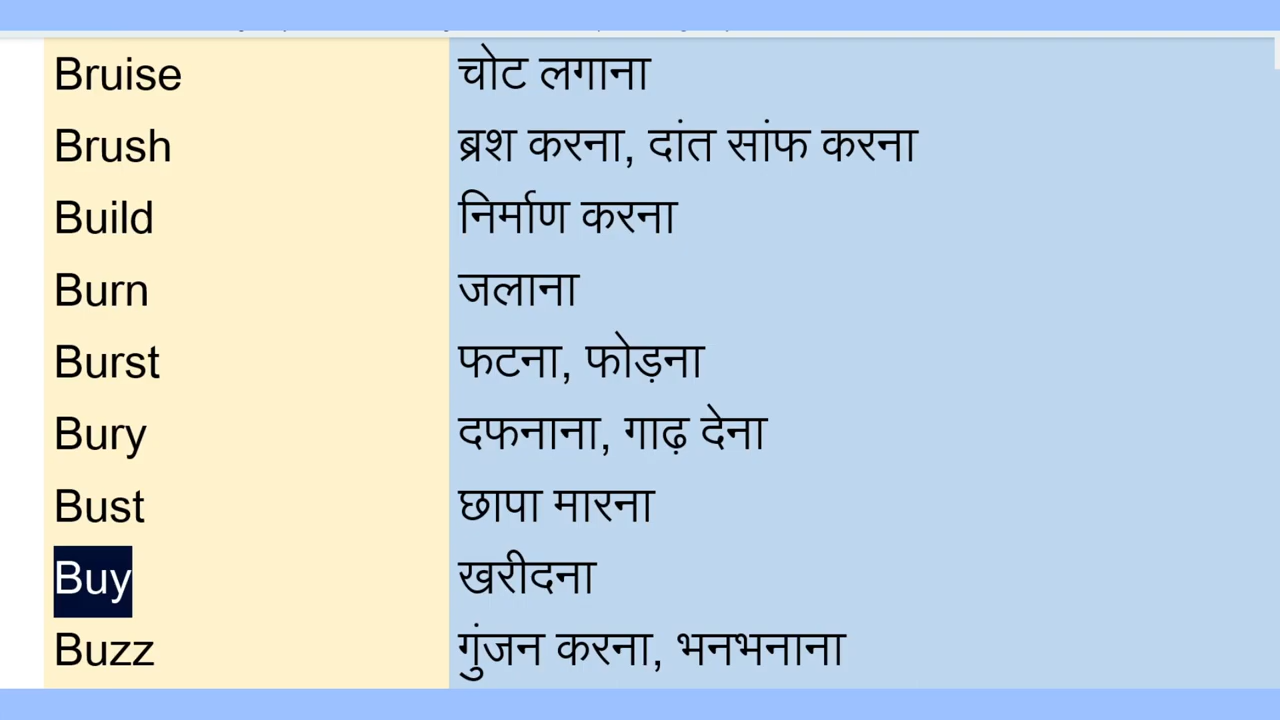 Bruise चोट लगाना
Brush ब्रश करना, दांत सांफ करना
Build निर्माण करना
Burn जलाना
Burst फटना, फोड़ना
Bury दफनाना, गाढ़ देना
Bust छापा मारना
Buy खरीदना
Buzz गुंजन करना, भनभनाना